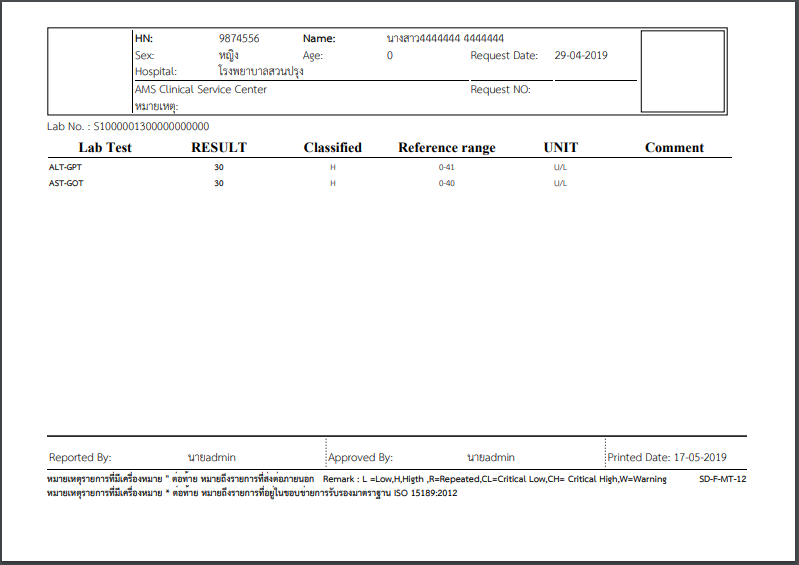 HN: 9874556 Name: นางสาว4444444 4444444
Sex: หญิง Age: 0 Request Date: 29-04-2019
Hospital: โรงพยาบาลสวนปรุง
AMS Clinical Service Center Request NO:
หมายเหตุ:
Lab No. : S1000001300000000000
Lab Test RESULT Classified Reference range UNIT Comment
ALT-GPT 30 H 0-41 U/L
AST-GOT 30 H 0-40 U/L
Reported By: นายadmin Approved By: นายadmin Printed Date: 17-05-2019
หมายเหตุรายการที่มีเครื่องหมาย " ต่อท้าย หมายถึงรายการที่ส่งต่อภายนอก Remark : L =Low,H,Higth ,R=Repeated,CL=Critical Low,CH= Critical High,W=Warning SD-F-MT-12
หมายเหตุรายการที่มีเครื่องหมาย * ต่อท้าย หมายถึงรายการที่อยู่ในขอบข่ายการรับรองมาตราฐาน ISO 15189:2012